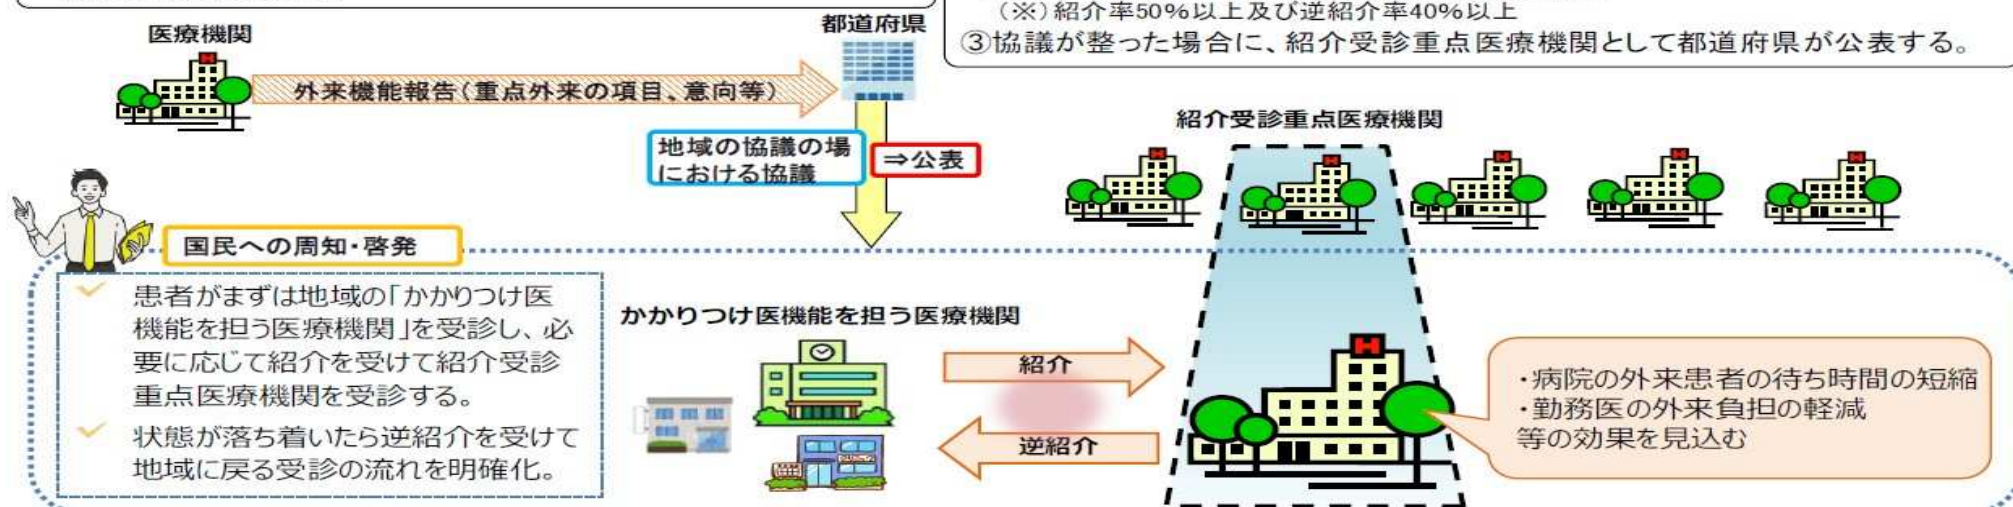 （※）紹介率50%以上及び逆紹介率40%以上
③協議が整った場合に、紹介受診重点医療機関として都道府県が公表する。
医療機関
都道府県
外来機能報告（重点外来の項目、意向等）
地域の協議の場
における協議
⇒公表
紹介受診重点医療機関
H
H
H
H
H
H
国民への周知・啓発
患者がまずは地域の「かかりつけ医
機能を担う医療機関」を受診し、必
要に応じて紹介を受けて紹介受診
重点医療機関を受診する。
状態が落ち着いたら逆紹介を受けて
地域に戻る受診の流れを明確化。
かかりつけ医機能を担う医療機関
紹介
逆紹介
H
・病院の外来患者の待ち時間の短縮
・勤務医の外来負担の軽減
等の効果を見込む